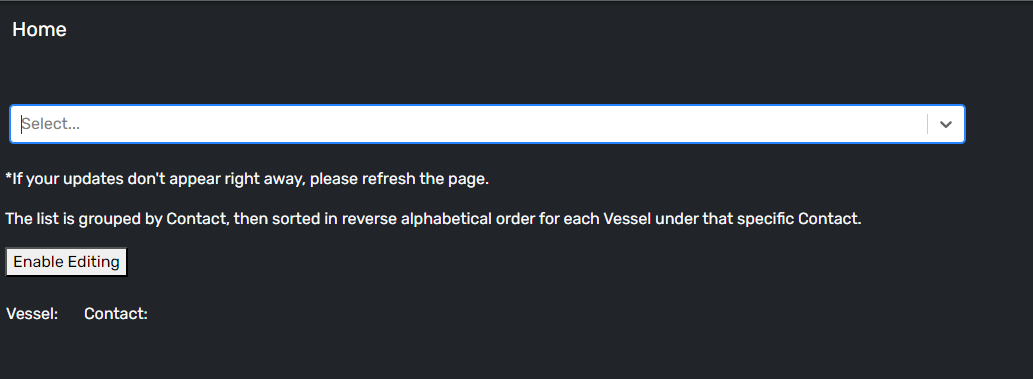 Home
Select...
*If your updates don't appear right away, please refresh the page.
The list is grouped by Contact, then sorted in reverse alphabetical order for each Vessel under that specific Contact.
Enable Editing
Vessel: Contact: